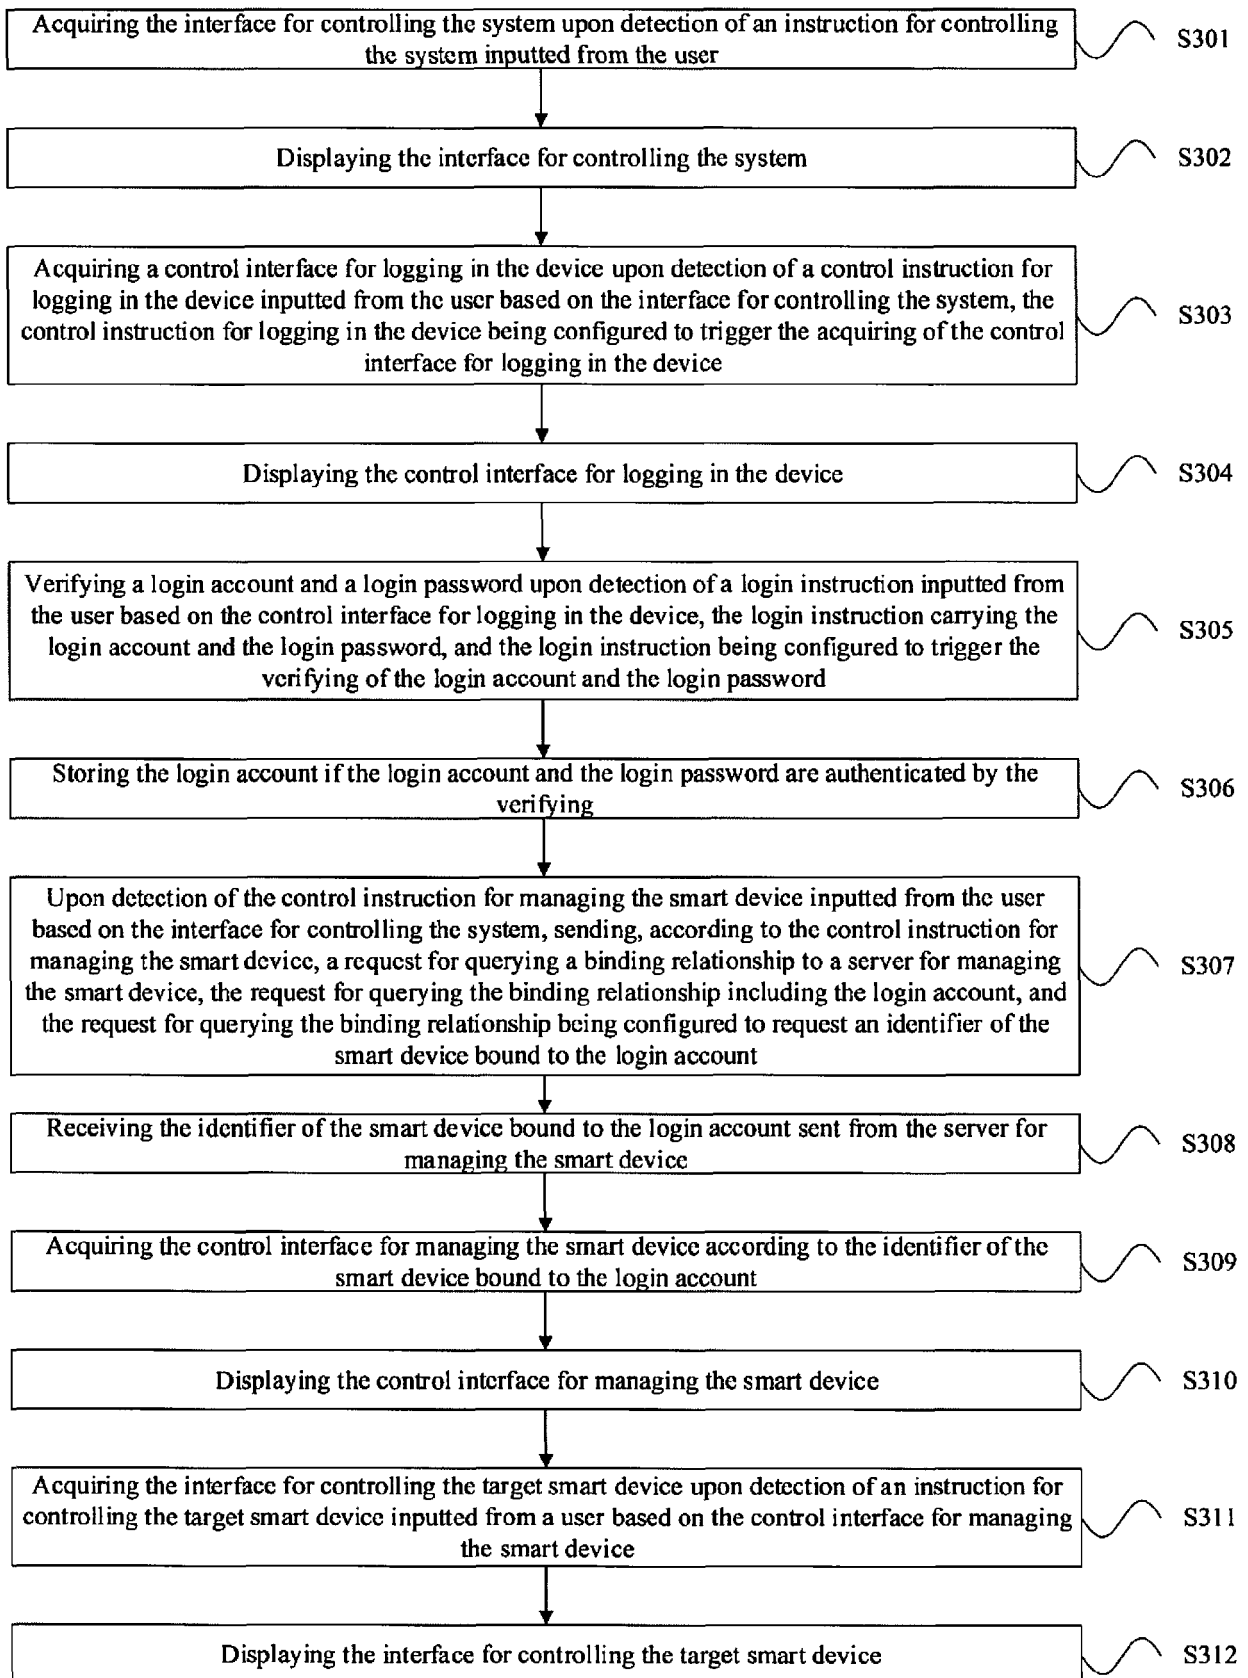 Acquiring the interface for controlling the system upon detection of an instruction for controlling
the system inputted from the user
S301
Displaying the interface for controlling the system
S302
Acquiring a control interface for logging in the device upon detection of a control instruction for
logging in the device inputted from the user based on the interface for controlling the system, the
control instruction for logging in the device being configured to trigger the acquiring of the control
interface for logging in the device
S303
Displaying the control interface for logging in the device
S304
Verifying a login account and a login password upon detection of a login instruction inputted from
the user based on the control interface for logging in the device, the login instruction carrying the
login account and the login password, and the login instruction being configured to trigger the
verifying of the login account and the login password
S305
Storing the login account if the login account and the login password are authenticated by the
verifying
S306
Upon detection of the control instruction for managing the smart device inputted from the user
based on the interface for controlling the system, sending, according to the control instruction for
managing the smart device, a request for querying a binding relationship to a server for managing
the smart device, the request for querying the binding relationship including the login account, and
the request for querying the binding relationship being configured to request an identifier of the
smart device bound to the login account
S307
Receiving the identifier of the smart device bound to the login account sent from the server for
managing the smart device
S308
Acquiring the control interface for managing the smart device according to the identifier of the
smart device bound to the login account
S309
Displaying the control interface for managing the smart device
S310
Acquiring the interface for controlling the target smart device upon detection of an instruction for
controlling the target smart device inputted from a user based on the control interface for managing
the smart device
S311
Displaying the interface for controlling the target smart device
S312